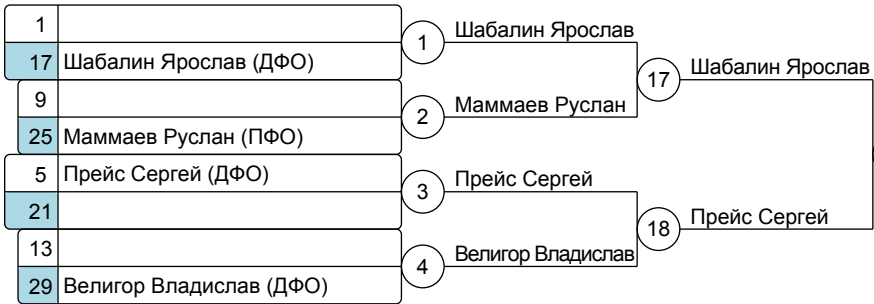 1
17 Шабалин Ярослав (ДФО)
9
25 Маммаев Руслан (ПФО)
5 Прейс Сергей (ДФО)
21
13
29 Велигор Владислав (ДФО)
1 Шабалин Ярослав
2 Маммаев Руслан
3 Прейс Сергей
4 Велигор Владислав
17 Шабалин Ярослав
18 Прейс Сергей